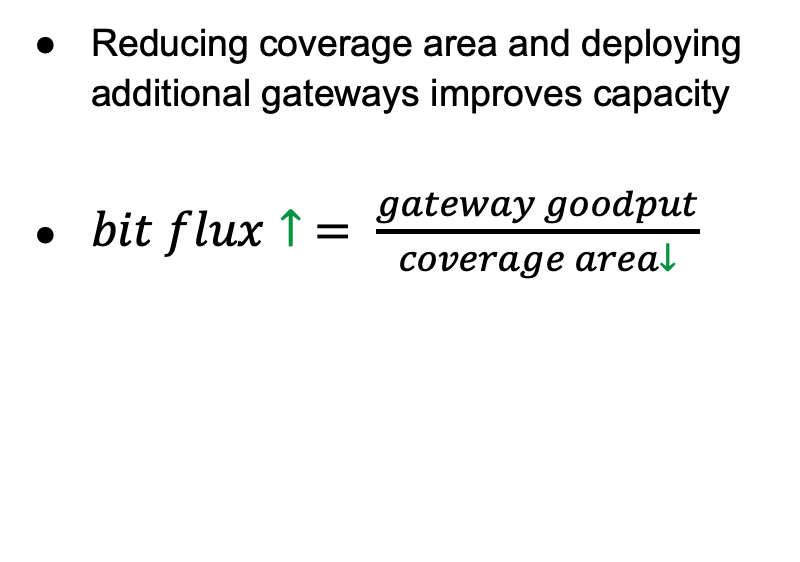 ● Reducing coverage area and deploying
additional gateways improves capacity
● bit flux ↑ = gateway goodput
coverage area↓